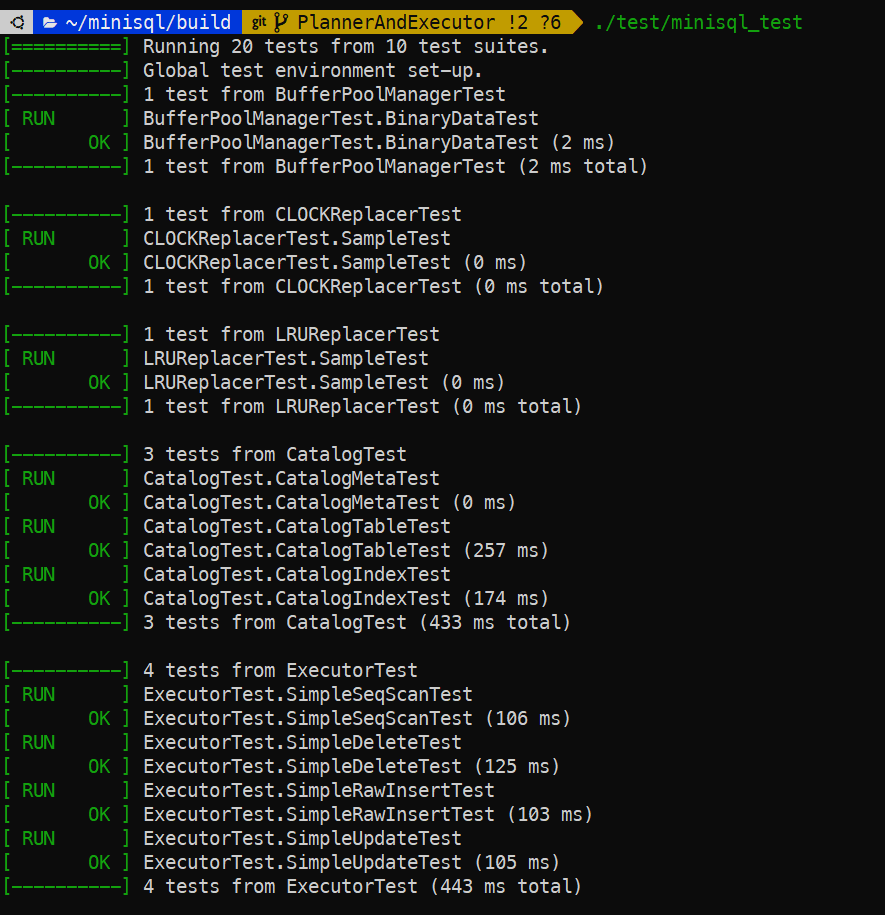 ~/minisql/build git PlannerAndExecutor !2 ?6 ./test/minisql_test
[==========] Running 20 tests from 10 test suites.
[----------] Global test environment set-up.
[----------] 1 test from BufferPoolManagerTest
[ RUN      ] BufferPoolManagerTest.BinaryDataTest
[       OK ] BufferPoolManagerTest.BinaryDataTest (2 ms)
[----------] 1 test from BufferPoolManagerTest (2 ms total)

[----------] 1 test from CLOCKReplacerTest
[ RUN      ] CLOCKReplacerTest.SampleTest
[       OK ] CLOCKReplacerTest.SampleTest (0 ms)
[----------] 1 test from CLOCKReplacerTest (0 ms total)

[----------] 1 test from LRUReplacerTest
[ RUN      ] LRUReplacerTest.SampleTest
[       OK ] LRUReplacerTest.SampleTest (0 ms)
[----------] 1 test from LRUReplacerTest (0 ms total)

[----------] 3 tests from CatalogTest
[ RUN      ] CatalogTest.CatalogMetaTest
[       OK ] CatalogTest.CatalogMetaTest (0 ms)
[ RUN      ] CatalogTest.CatalogTableTest
[       OK ] CatalogTest.CatalogTableTest (257 ms)
[ RUN      ] CatalogTest.CatalogIndexTest
[       OK ] CatalogTest.CatalogIndexTest (174 ms)
[----------] 3 tests from CatalogTest (433 ms total)

[----------] 4 tests from ExecutorTest
[ RUN      ] ExecutorTest.SimpleSeqScanTest
[       OK ] ExecutorTest.SimpleSeqScanTest (106 ms)
[ RUN      ] ExecutorTest.SimpleDeleteTest
[       OK ] ExecutorTest.SimpleDeleteTest (125 ms)
[ RUN      ] ExecutorTest.SimpleRawInsertTest
[       OK ] ExecutorTest.SimpleRawInsertTest (103 ms)
[ RUN      ] ExecutorTest.SimpleUpdateTest
[       OK ] ExecutorTest.SimpleUpdateTest (105 ms)
[----------] 4 tests from ExecutorTest (443 ms total)